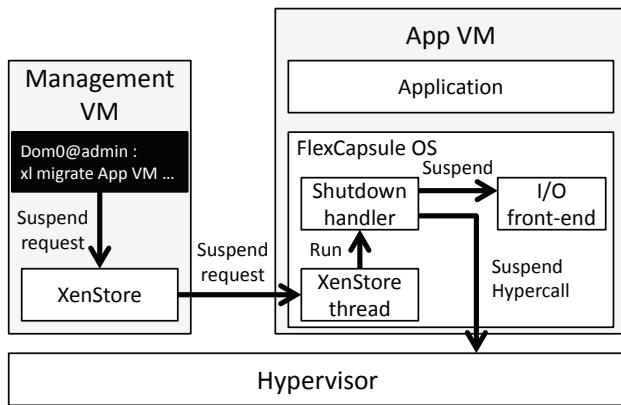 App VM
Management
VM
Application
Dom0@admin :
xl migrate App VM ...
FlexCapsule OS
Suspend
Shutdown
handler
I/O
front-end
Suspend
request
Suspend
request
Run
Suspend
Hypercall
XenStore
XenStore
thread
Hypervisor